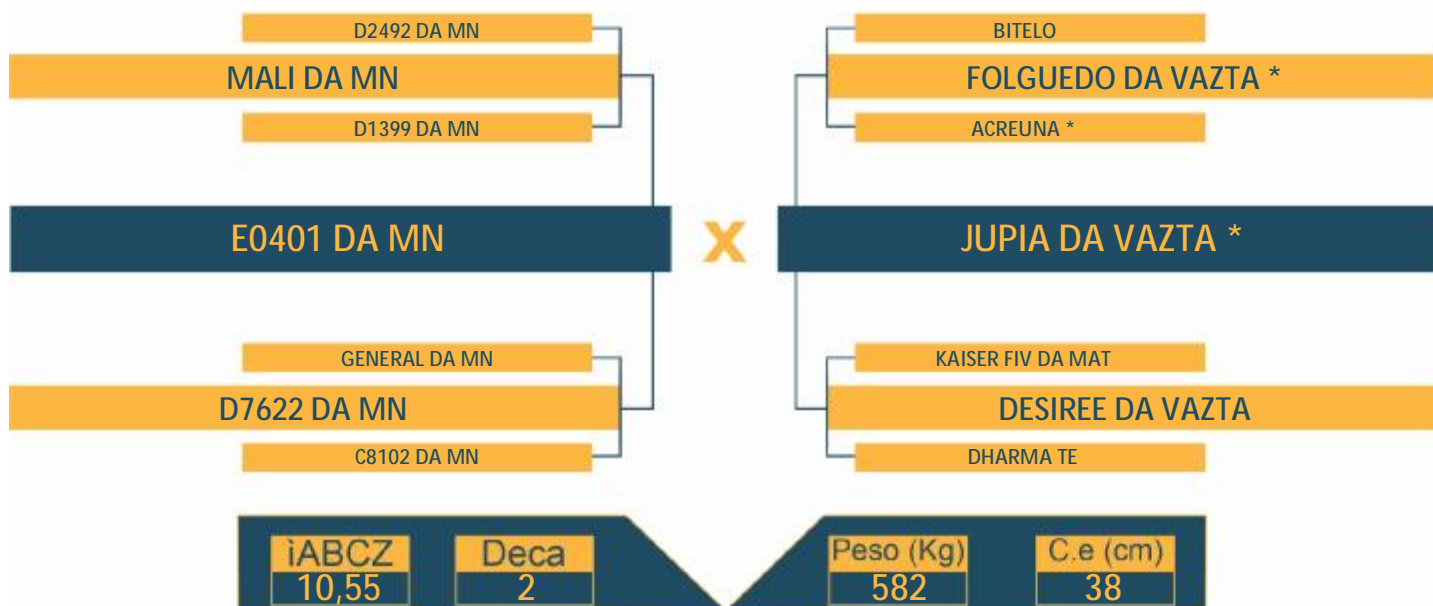 D2492 DA MN
BITELO
MALI DA MN
FOLGUEDO DA VAZTA *
D1399 DA MN
ACREUNA *
E0401 DA MN
X
JUPIA DA VAZTA *
GENERAL DA MN
KAISER FIV DA MAT
D7622 DA MN
DESIREE DA VAZTA
C8102 DA MN
DHARMA TE
iABCZ
Deca
Peso (Kg)
C.e (cm)
10,55
2
582
38